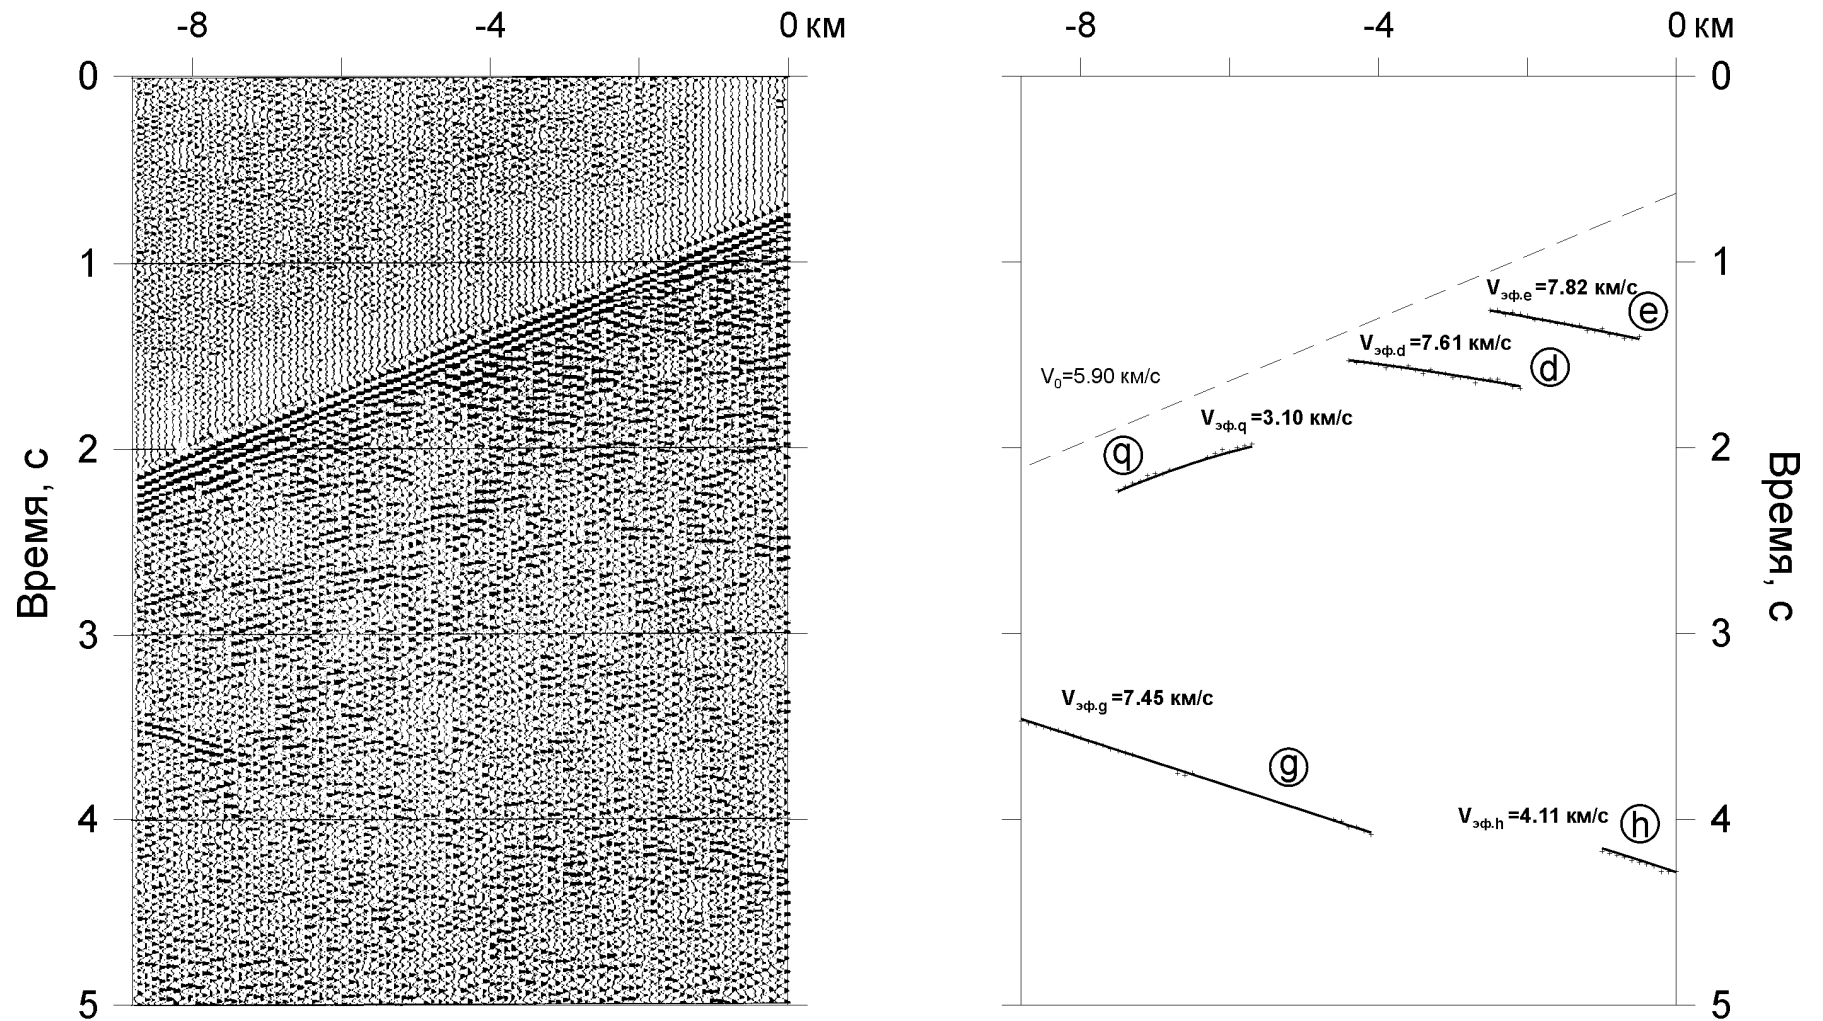 -8 -4 0 км
-8 -4 0 км
0
1
2
3
4
5
Время, с
0
1
2
3
4
5
Время, с
Vэф.e =7.82 км/с
e
Vэф.d =7.61 км/с
d
V0=5.90 км/с
Vэф.q =3.10 км/с
q
Vэф.g =7.45 км/с
g
Vэф.h =4.11 км/с
h